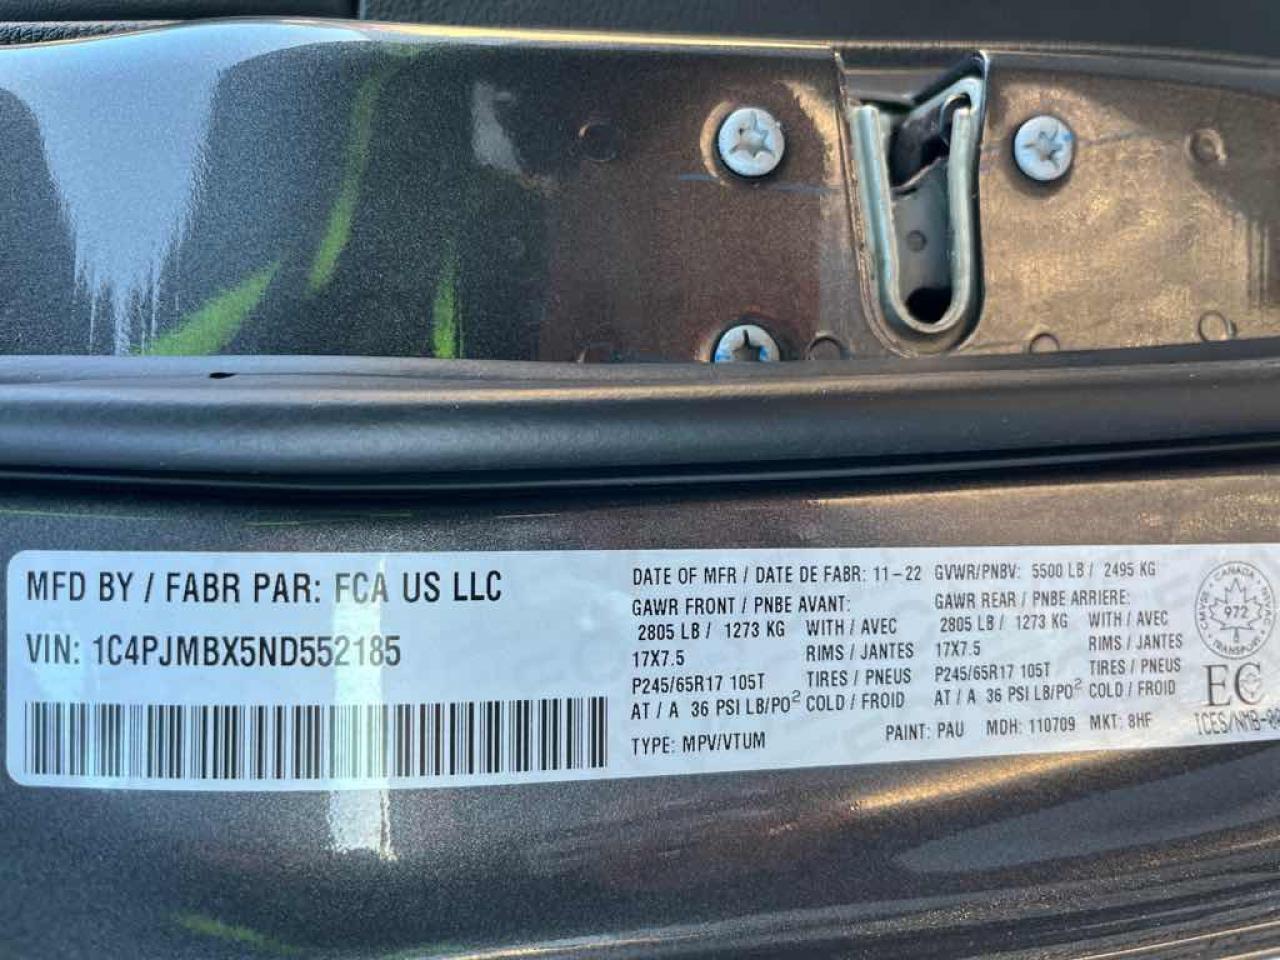 MFD BY / FABR PAR: FCA US LLC
VIN: 1C4PJMBX5ND552185
DATE OF MFR / DATE DE FABR: 11-22 GVWR/PNBV: 5500 LB / 2495 KG
GAWR FRONT / PNBE AVANT: GAWR REAR / PNBE ARRIERE:
2805 LB / 1273 KG WITH / AVEC 2805 LB / 1273 KG WITH / AVEC
17X7.5 RIMS / JANTES 17X7.5 RIMS / JANTES
P245/65R17 105T TIRES / PNEUS P245/65R17 105T TIRES / PNEUS
AT / A 36 PSI LB/PO² COLD / FROID AT / A 36 PSI LB/PO² COLD / FROID
TYPE: MPV/VTUM PAINT: PAU MDH: 110709 MKT: 8HF
CANADA
CMVSR NSVAC
972
TRANSPORT
EC